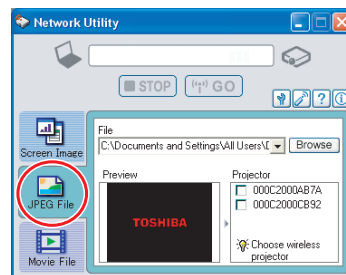 Network Utility
STOP
GO
?
Screen Image
JPEG File
Movie File
File
C:\Documents and Settings\All Users\D
Browse
Preview
TOSHIBA
Projector
000C2000AB7A
000C2000CB92
Choose wireless
projector